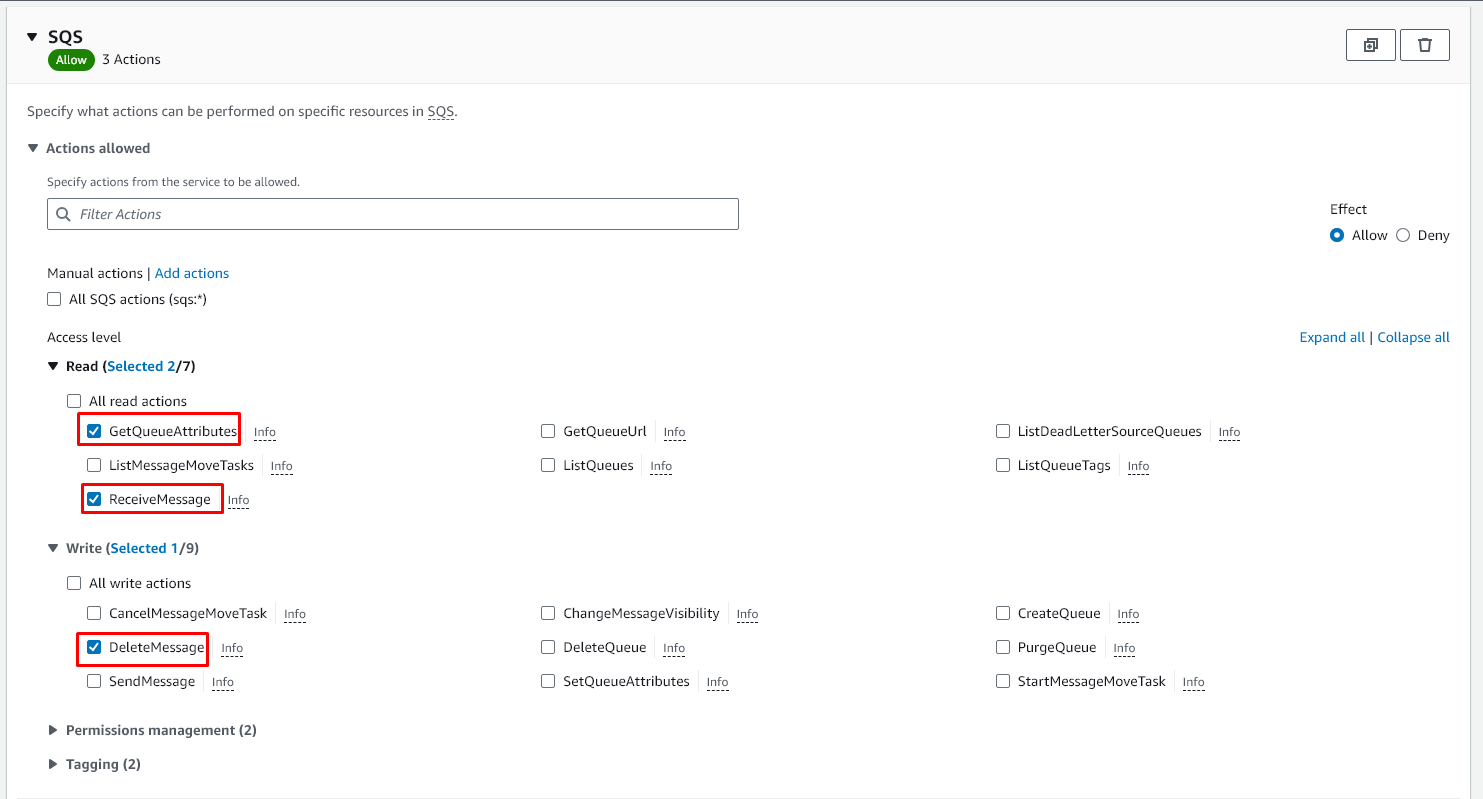 SQS
Allow 3 Actions
Specify what actions can be performed on specific resources in SQS.
Actions allowed
Specify actions from the service to be allowed.
Filter Actions
Effect
Allow Deny
Manual actions | Add actions
All SQS actions (sqs:*)
Access level Expand all | Collapse all
Read (Selected 2/7)
All read actions
GetQueueAttributes Info GetQueueUrl Info ListDeadLetterSourceQueues Info
ListMessageMoveTasks Info ListQueues Info ListQueueTags Info
ReceiveMessage Info
Write (Selected 1/9)
All write actions
CancelMessageMoveTask Info ChangeMessageVisibility Info CreateQueue Info
DeleteMessage Info DeleteQueue Info PurgeQueue Info
SendMessage Info SetQueueAttributes Info StartMessageMoveTask Info
Permissions management (2)
Tagging (2)